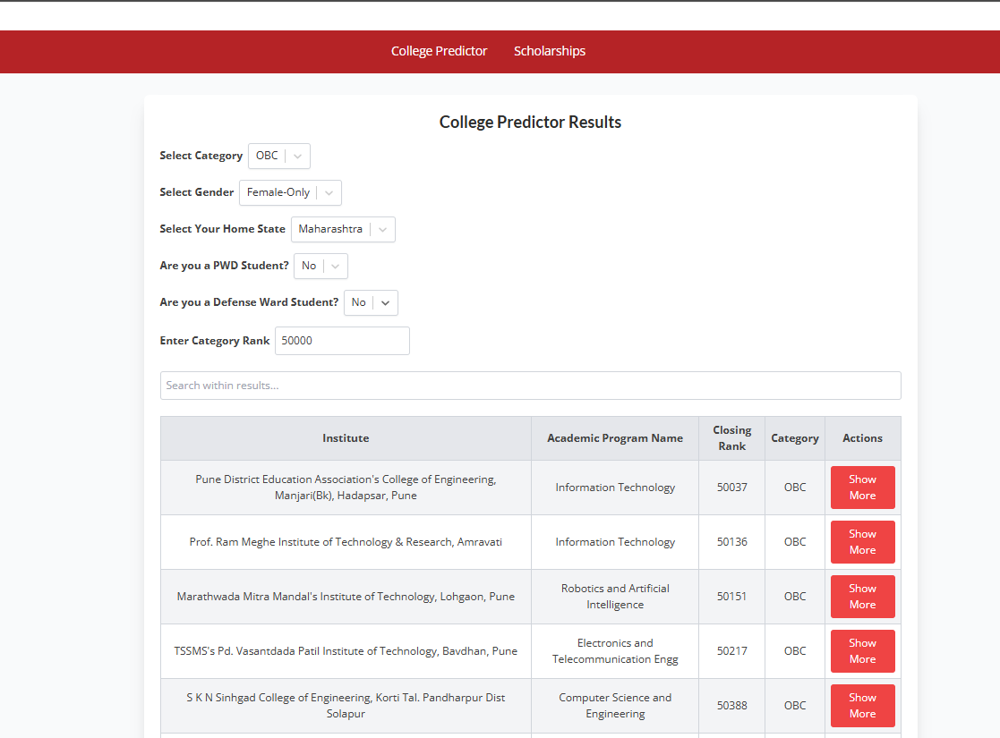 College Predictor Scholarships
College Predictor Results
Select Category OBC
Select Gender Female-Only
Select Your Home State Maharashtra
Are you a PWD Student? No
Are you a Defense Ward Student? No
Enter Category Rank 50000
Search within results...
Institute Academic Program Name Closing Rank Category Actions
Pune District Education Association's College of Engineering,
Manjari(Bk), Hadapsar, Pune
Information Technology
50037
OBC
Show
More
Prof. Ram Meghe Institute of Technology & Research, Amravati
Information Technology
50136
OBC
Show
More
Marathwada Mitra Mandal's Institute of Technology, Lohgaon, Pune
Robotics and Artificial
Intelligence
50151
OBC
Show
More
TSSMS's Pd. Vasantdada Patil Institute of Technology, Bavdhan, Pune
Electronics and
Telecommunication Engg
50217
OBC
Show
More
S K N Sinhgad College of Engineering, Korti Tal. Pandharpur Dist
Solapur
Computer Science and
Engineering
50388
OBC
Show
More